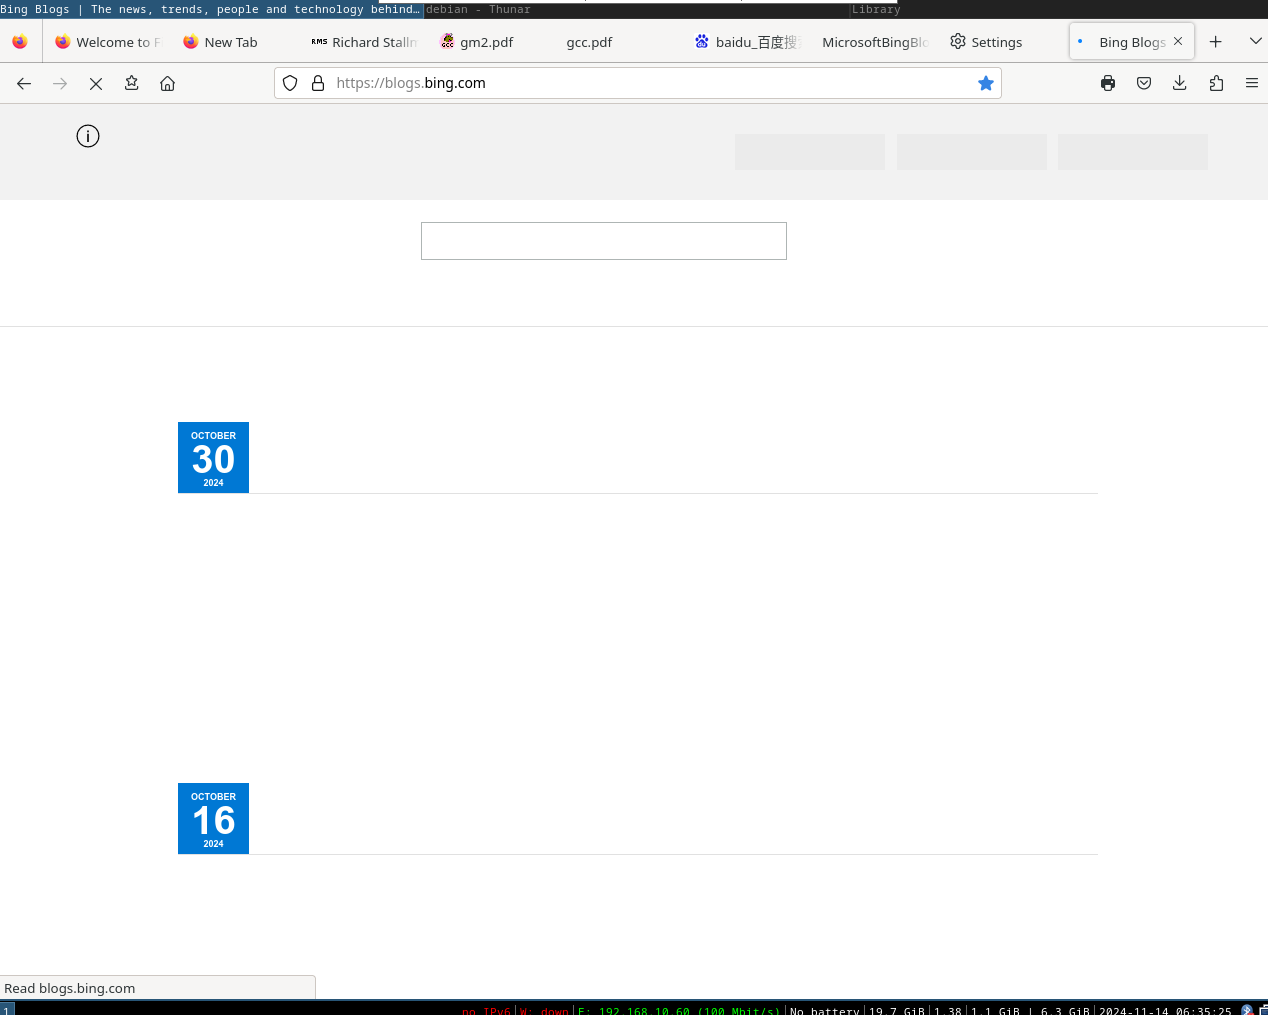 Bing Blogs | The news, trends, people and technology behind…
debian - Thunar
Library
Welcome to F
New Tab
RMS Richard Stallm
gm2.pdf
gcc.pdf
baidu_百度搜
MicrosoftBingBlo
Settings
Bing Blogs
https://blogs.bing.com
OCTOBER
30
2024
OCTOBER
16
2024
Read blogs.bing.com
1
no IPv6|W: down|E: 192.168.10.60 (100 Mbit/s)|No battery|19.7 GiB|1.38|1.1 GiB | 6.3 GiB|2024-11-14 06:35:25